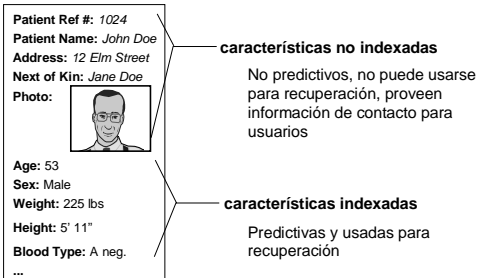 Patient Ref #: 1024
Patient Name: John Doe
Address: 12 Elm Street
Next of Kin: Jane Doe
Photo:
Age: 53
Sex: Male
Weight: 225 lbs
Height: 5' 11"
Blood Type: A neg.
...
características no indexadas
No predictivos, no puede usarse
para recuperación, proveen
información de contacto para
usuarios
características indexadas
Predictivas y usadas para
recuperación